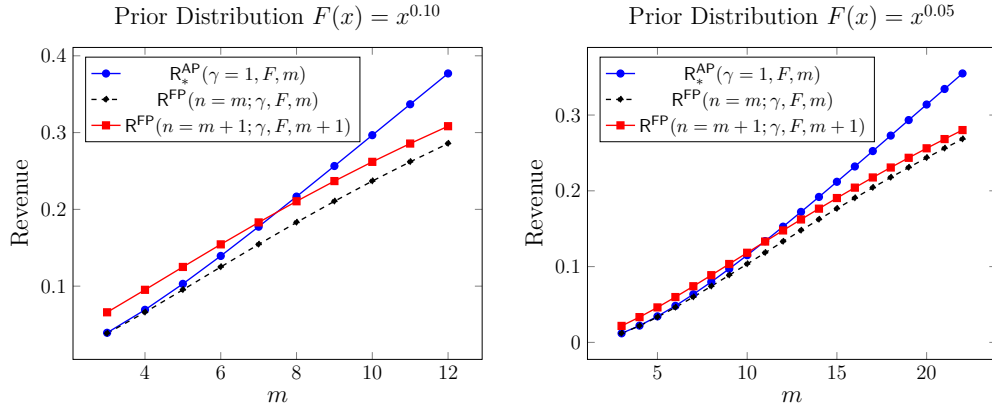 Prior Distribution F(x) = x^{0.10}
0.4
0.3
0.2
0.1
Revenue
R_*^{AP}(γ = 1, F, m)
R^{FP}(n = m; γ, F, m)
R^{FP}(n = m + 1; γ, F, m + 1)
4 6 8 10 12
m
Prior Distribution F(x) = x^{0.05}
0.3
0.2
0.1
0
Revenue
R_*^{AP}(γ = 1, F, m)
R^{FP}(n = m; γ, F, m)
R^{FP}(n = m + 1; γ, F, m + 1)
5 10 15 20
m